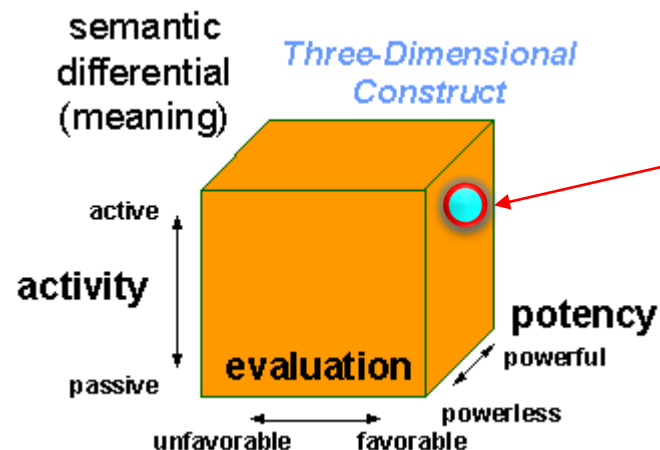 semantic
differential
(meaning)
Three-Dimensional
Construct
active
activity
passive
evaluation
unfavorable
favorable
potency
powerful
powerless